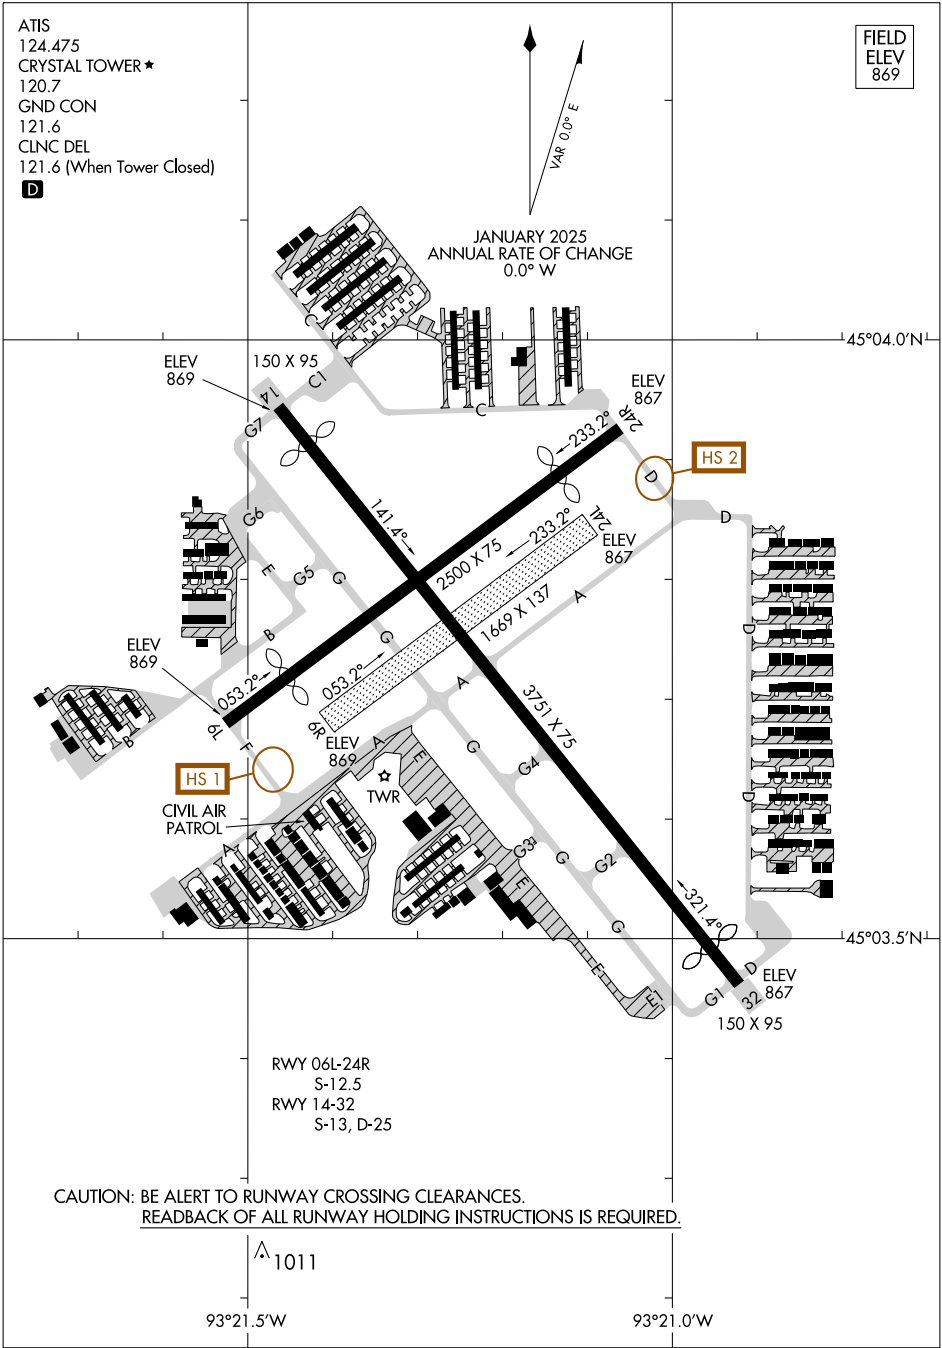 ATIS
124.475
CRYSTAL TOWER★
120.7
GND CON
121.6
CLNC DEL
121.6 (When Tower Closed)
D
FIELD
ELEV
869
VAR 0.0° E
JANUARY 2025
ANNUAL RATE OF CHANGE
0.0° W
45°04.0'N
ELEV
869
150 X 95
14
C
C1
C
G7
ELEV
867
24R
233.2°
HS 2
D
D
141.4°
G6
E
G5
G
2500 X 75
233.2°
24L
ELEV
867
1669 X 137
A
B
G
ELEV
869
053.2°
6L
053.2°
6R
ELEV
869
A
3751 X 75
D
B
F
HS 1
A
E
G
G4
TWR
CIVIL AIR
PATROL
A
D
G3
G
G2
E
321.4°
G
45°03.5'N
E
E1
G1
D
32
ELEV
867
150 X 95
RWY 06L-24R
S-12.5
RWY 14-32
S-13, D-25
CAUTION: BE ALERT TO RUNWAY CROSSING CLEARANCES.
READBACK OF ALL RUNWAY HOLDING INSTRUCTIONS IS REQUIRED.
1011
93°21.5'W
93°21.0'W